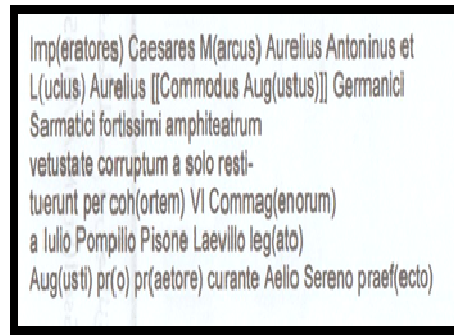 Imp(eratores) Caesares M(arcus) Aurelius Antoninus et
L(ucius) Aurelius [[Commodus Aug(ustus)]] Germanici
Sarmatici fortissimi amphiteatrum
vetustate corruptum a solo resti-
tuerunt per coh(ortem) VI Commag(enorum)
a Iulio Pompilio Pisone Laevillo leg(ato)
Aug(usti) pr(o) pr(aetore) curante Aelio Sereno praef(ecto)